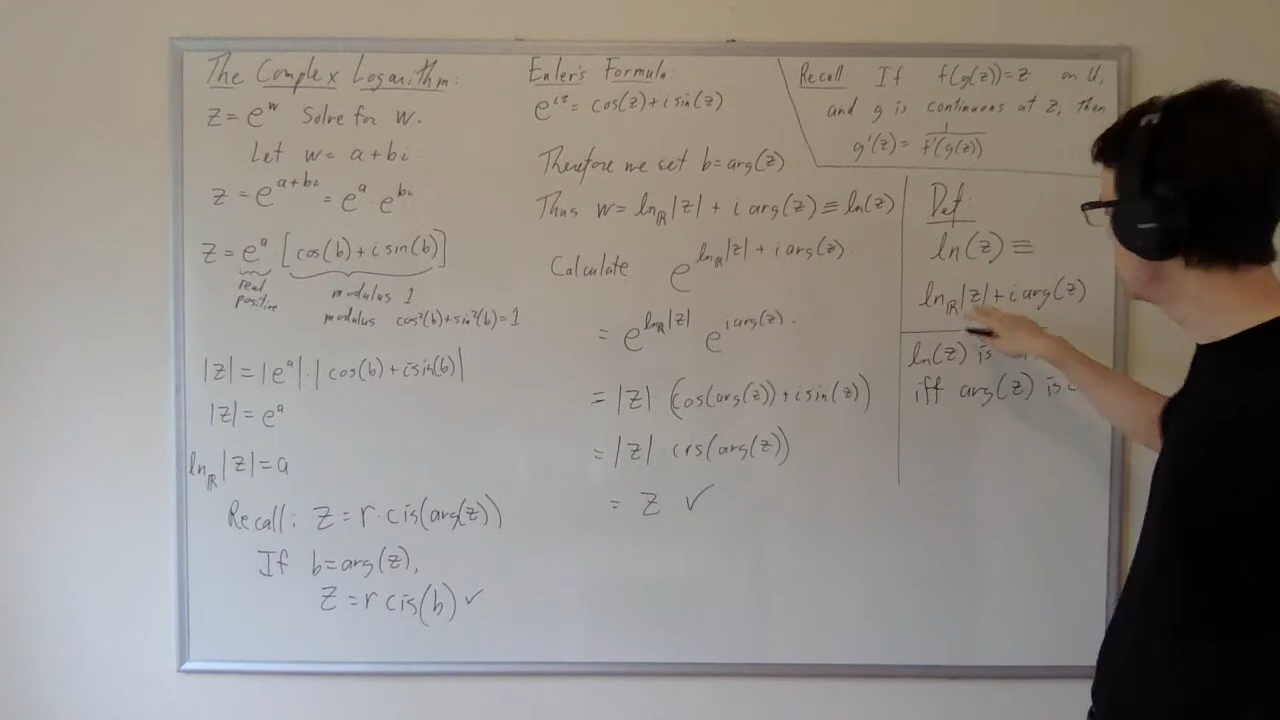 The Complex Logarithm:
z = e^w Solve for w.
Let w = a + bi.
z = e^{a+bi} = e^a · e^{bi}
z = e^a [cos(b) + i sin(b)]
real
positive.
modulus 1
modulus cos²(b)+sin²(b)=1
|z| = |e^a| · |cos(b) + i sin(b)|
|z| = e^a
ln_ℝ|z| = a
Recall: z = r · cis(arg(z))
If b = arg(z),
z = r cis(b) ✓
Euler's Formula:
e^{iz} = cos(z) + i sin(z)
Therefore we set b = arg(z)
Thus w = ln_ℝ|z| + i arg(z) ≡ ln(z)
Calculate e^{ln_ℝ|z| + i arg(z)}
= e^{ln_ℝ|z|} e^{i arg(z)}.
= |z| (cos(arg(z)) + i sin(z))
= |z| cis(arg(z))
= z ✓
Recall If f(g(z)) = z on U,
and g is continuous at z, then
g'(z) = 1/f'(g(z))
Def:
ln(z) ≡
ln_ℝ|z| + i arg(z)
ln(z) is
iff arg(z) is